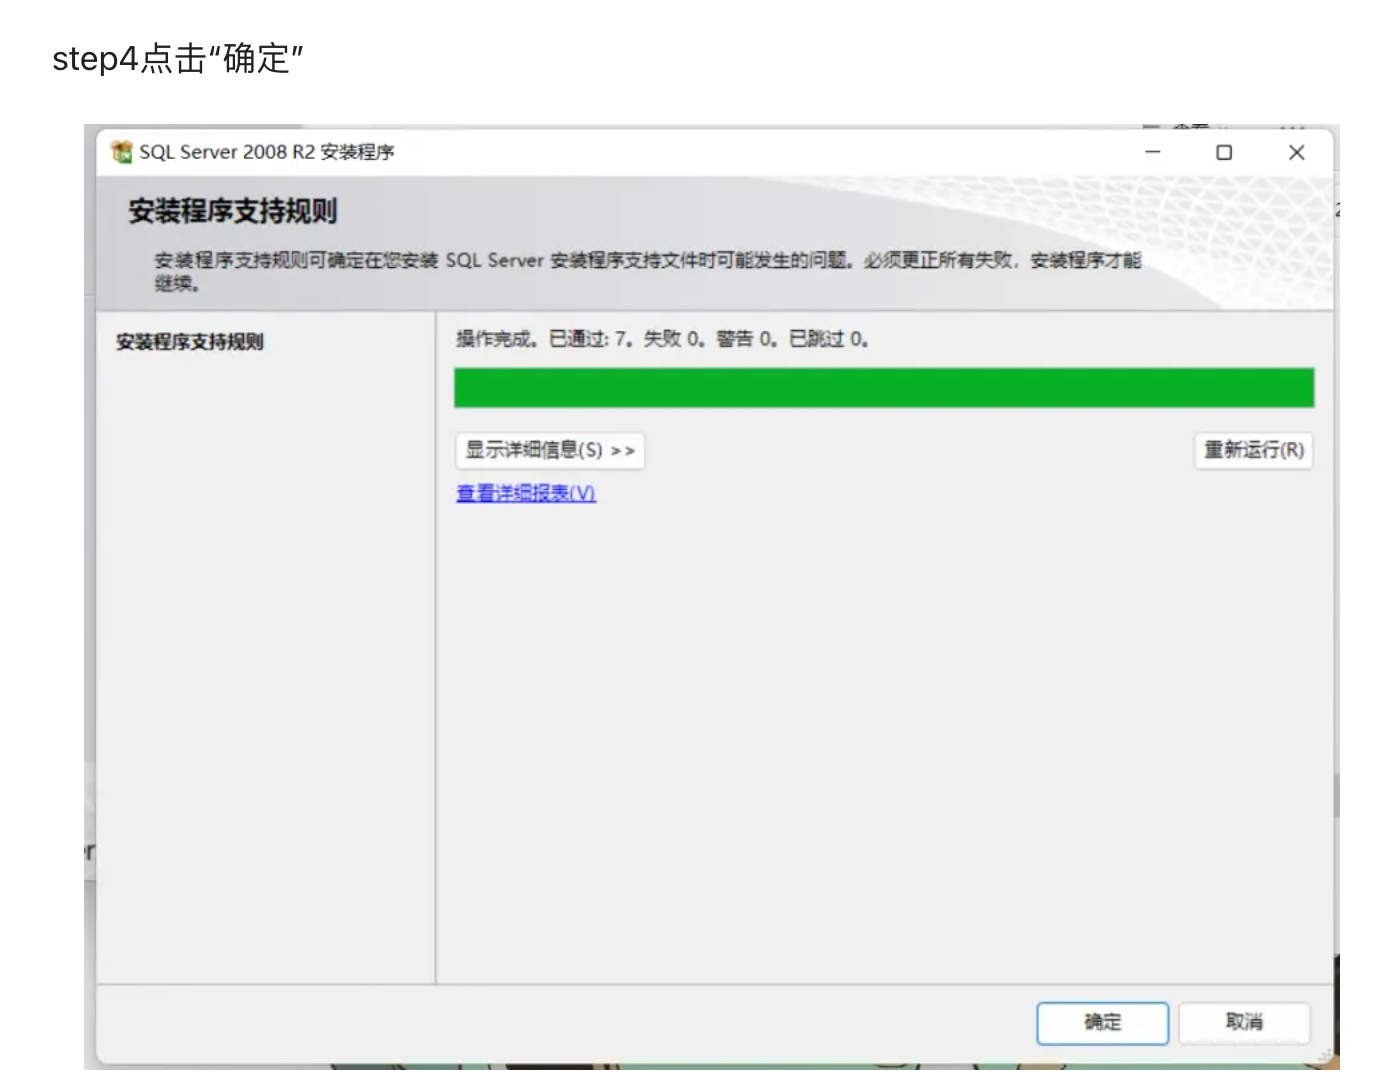 step4点击“确定”
SQL Server 2008 R2 安装程序
安装程序支持规则
安装程序支持规则可确定在您安装 SQL Server 安装程序支持文件时可能发生的问题。必须更正所有失败，安装程序才能
继续。
安装程序支持规则
操作完成。已通过: 7。失败 0。警告 0。已跳过 0。
显示详细信息(S) >>
重新运行(R)
查看详细报表(V)
确定
取消